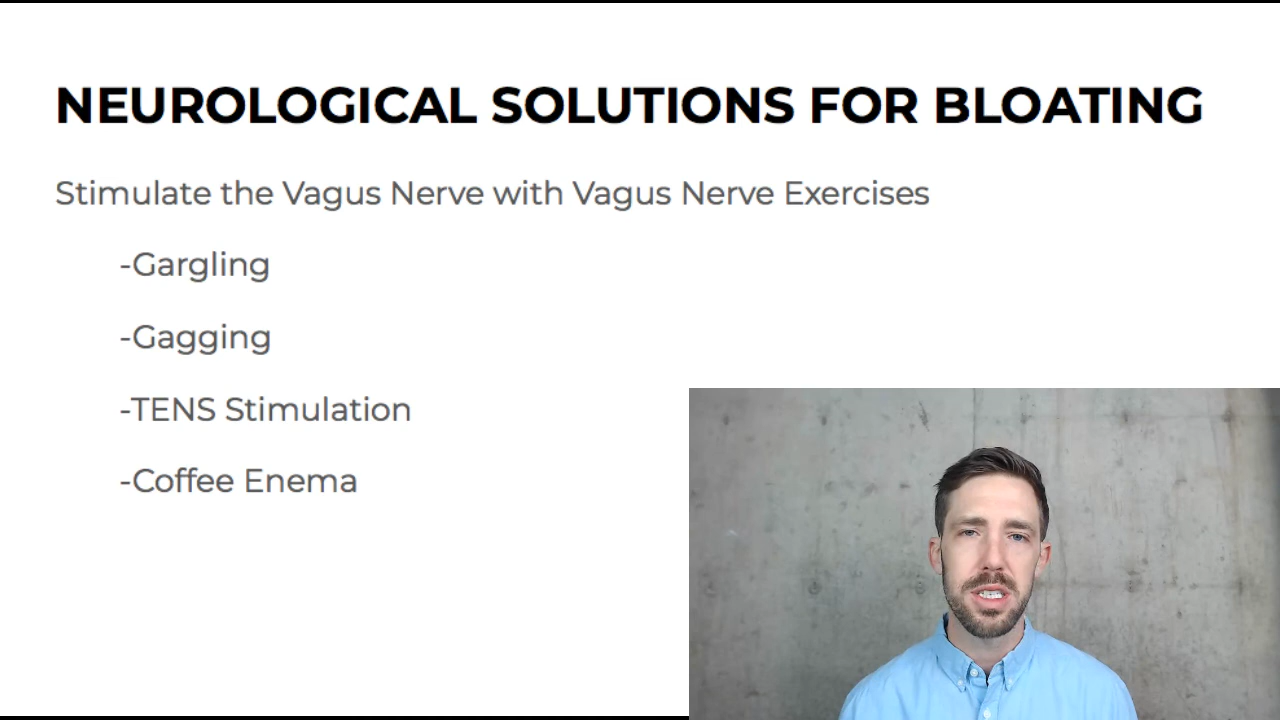 NEUROLOGICAL SOLUTIONS FOR BLOATING
Stimulate the Vagus Nerve with Vagus Nerve Exercises
-Gargling
-Gagging
-TENS Stimulation
-Coffee Enema